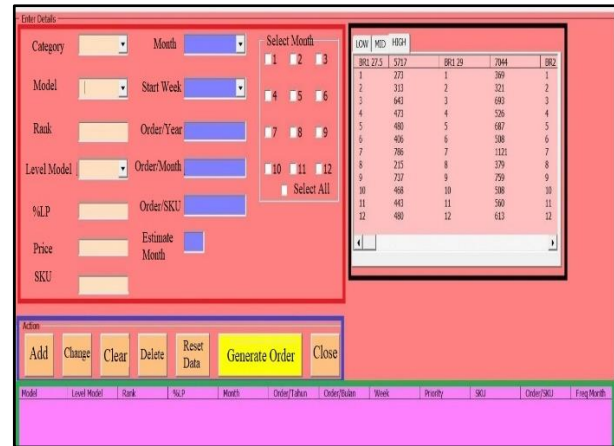 Enter Details
Category Month Select Month
1 2 3
Model Start Week 4 5 6
Rank Order/Year 7 8 9
Level Model Order/Month 10 11 12
Select All
%LP Order/SKU
Price Estimate Month
SKU
LOW MID HIGH
BR1 27.5 5717 BR1 29 7044 BR2
1 273 1 369 1
2 313 2 321 2
3 643 3 693 3
4 473 4 526 4
5 480 5 687 5
6 406 6 508 6
7 786 7 1121 7
8 215 8 379 8
9 737 9 759 9
10 468 10 508 10
11 443 11 560 11
12 480 12 613 12
Action
Add Change Clear Delete Reset Data Generate Order Close
Model Level Model Rank %LP Month Order/Tahun Order/Bulan Week Priority SKU Order/SKU Freq Month